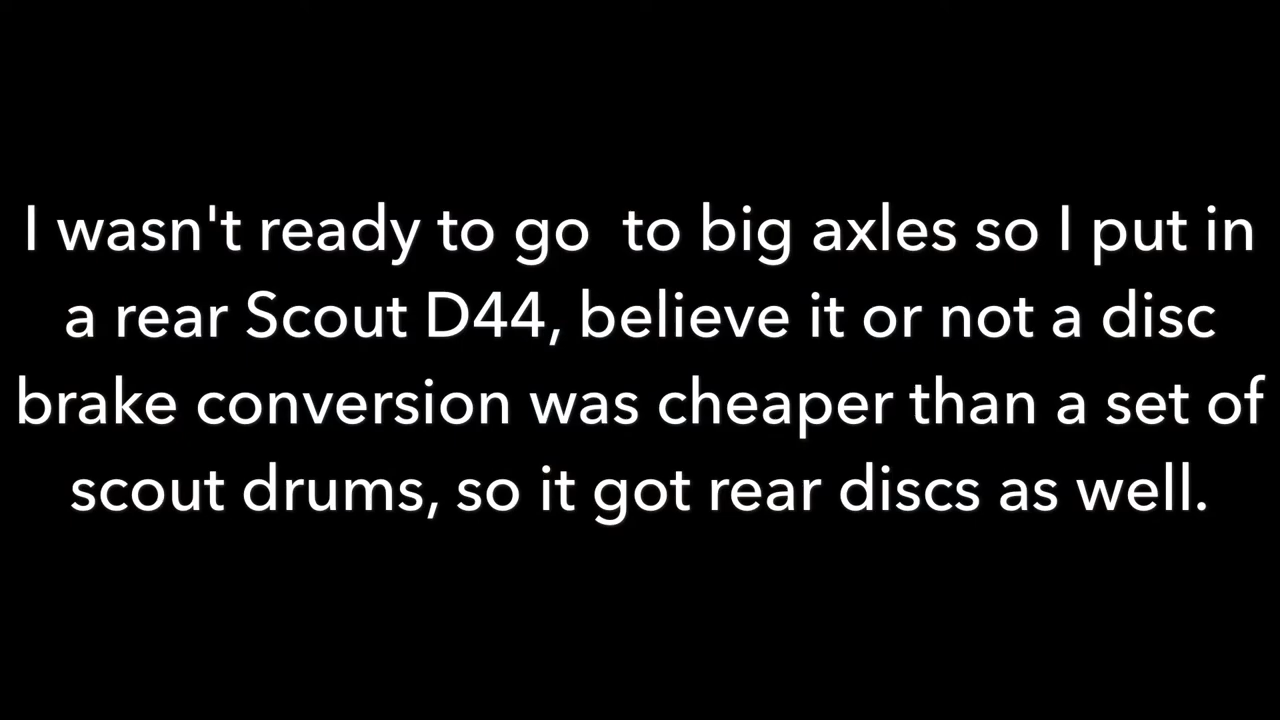 I wasn't ready to go  to big axles so I put in
a rear Scout D44, believe it or not a disc
brake conversion was cheaper than a set of
scout drums, so it got rear discs as well.